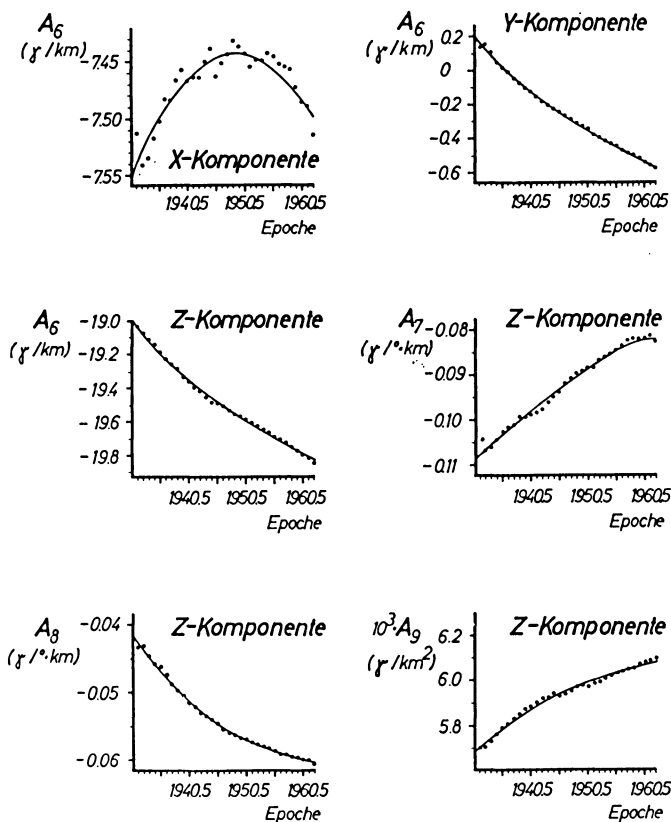 A6
(γ/km)
-7.45
-7.50
-7.55
X-Komponente
1940.5 1950.5 1960.5
Epoche
A6
(γ/km)
Y-Komponente
0.2
0
-0.2
-0.4
-0.6
1940.5 1950.5 1960.5
Epoche
A6
(γ/km)
Z-Komponente
-19.0
-19.2
-19.4
-19.6
-19.8
1940.5 1950.5 1960.5
Epoche
A7
(γ/°·km)
Z-Komponente
-0.08
-0.09
-0.10
-0.11
1940.5 1950.5 1960.5
Epoche
A8
(γ/°·km)
Z-Komponente
-0.04
-0.05
-0.06
1940.5 1950.5 1960.5
Epoche
10³·A9
(γ/km²)
Z-Komponente
6.2
6.0
5.8
1940.5 1950.5 1960.5
Epoche